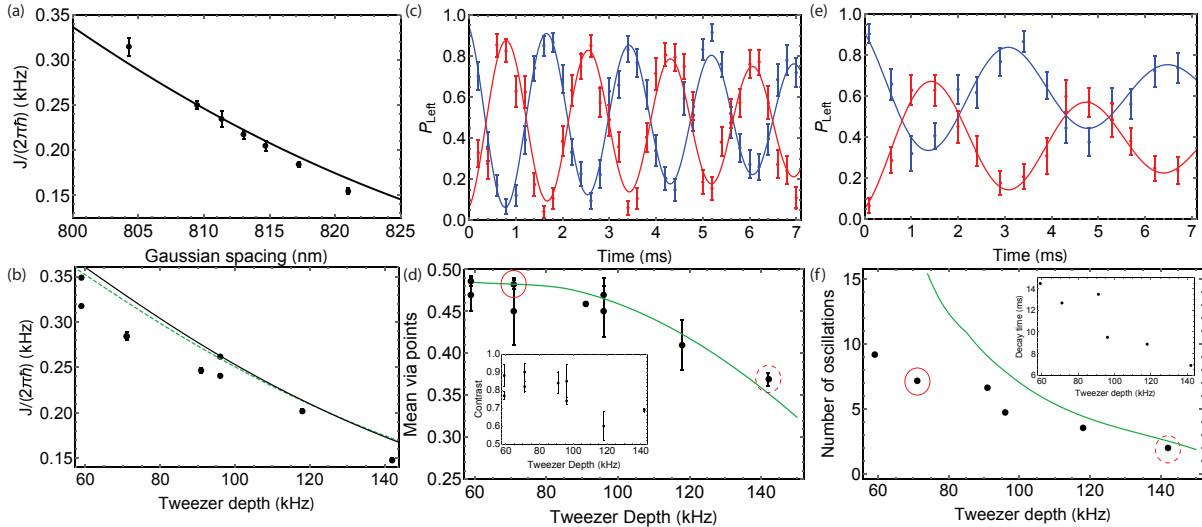 (a)
J/(2πħ) (kHz)
0.35
0.30
0.25
0.20
0.15
800 805 810 815 820 825
Gaussian spacing (nm)
(c)
P_Left
1.0
0.8
0.6
0.4
0.2
0.0
0 1 2 3 4 5 6 7
Time (ms)
(e)
P_Left
1.0
0.8
0.6
0.4
0.2
0.0
0 1 2 3 4 5 6 7
Time (ms)
(b)
J/(2πħ) (kHz)
0.35
0.30
0.25
0.20
0.15
60 80 100 120 140
Tweezer depth (kHz)
(d)
Mean via points
0.50
0.45
0.40
0.35
0.30
0.25
60 80 100 120 140
Tweezer Depth (kHz)
Contrast
1.0
0.9
0.8
0.7
0.6
0.5
60 80 100 120 140
Tweezer Depth (kHz)
(f)
Number of oscillations
15
10
5
0
60 80 100 120 140
Tweezer depth (kHz)
Decay time (ms)
14
12
10
8
6
60 80 100 120 140
Tweezer depth (kHz)